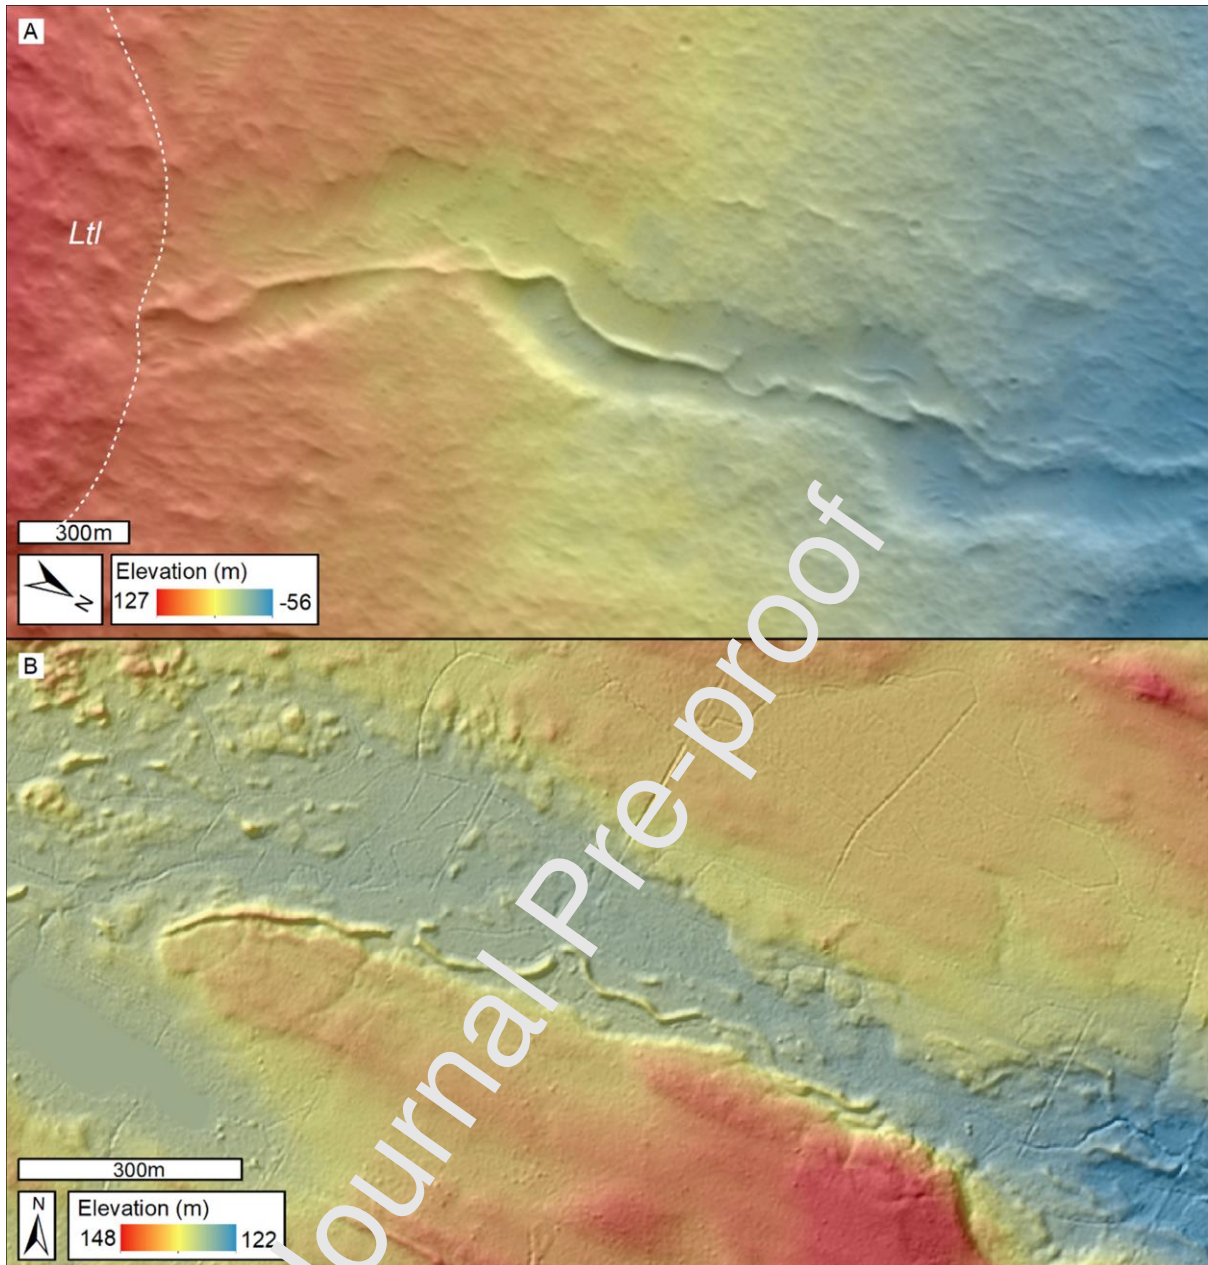 A
Ltl
300m
N
Elevation (m)
127 -56
B
300m
N
Elevation (m)
148 122
Journal Pre-proof